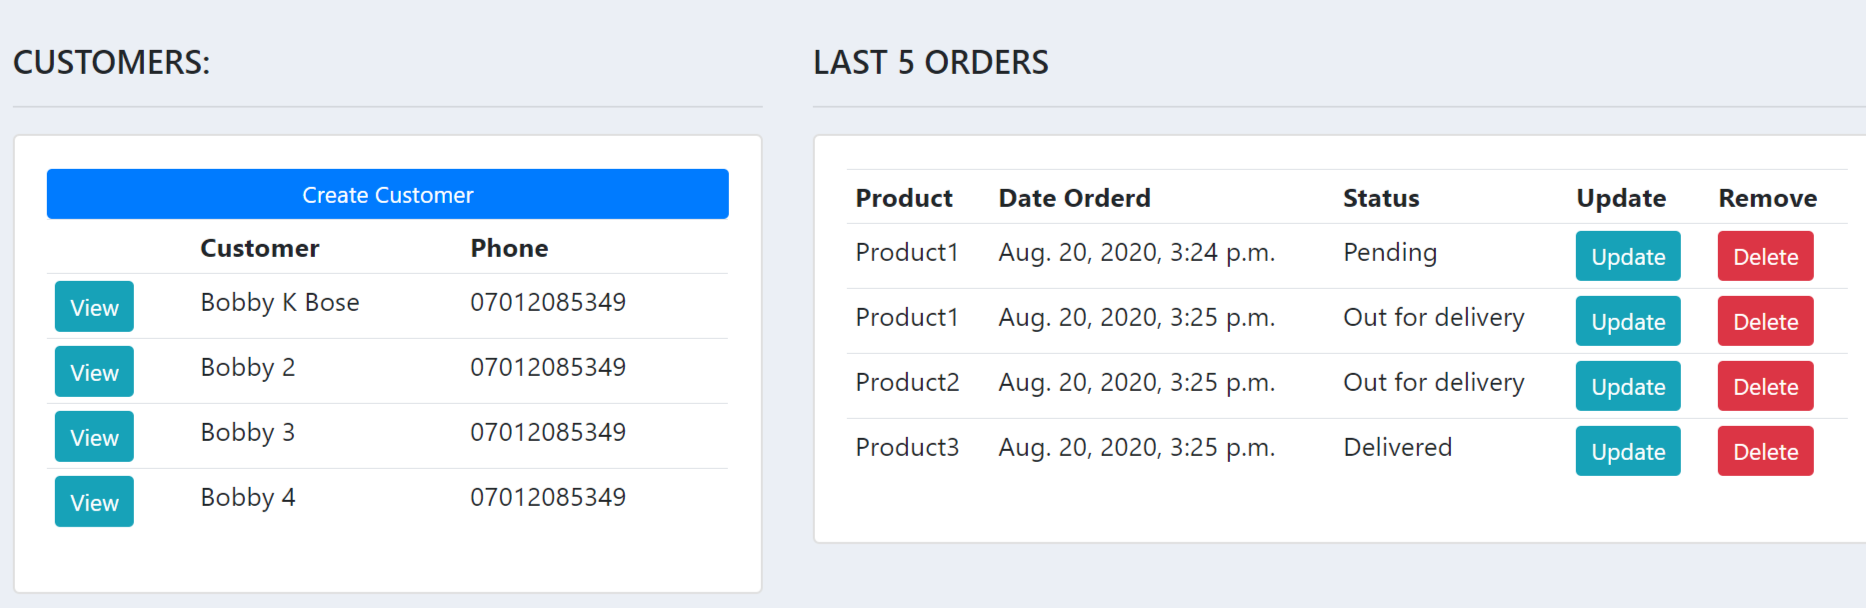 CUSTOMERS:
Create Customer
Customer Phone
View Bobby K Bose 07012085349
View Bobby 2 07012085349
View Bobby 3 07012085349
View Bobby 4 07012085349
LAST 5 ORDERS
Product Date Orderd Status Update Remove
Product1 Aug. 20, 2020, 3:24 p.m. Pending Update Delete
Product1 Aug. 20, 2020, 3:25 p.m. Out for delivery Update Delete
Product2 Aug. 20, 2020, 3:25 p.m. Out for delivery Update Delete
Product3 Aug. 20, 2020, 3:25 p.m. Delivered Update Delete